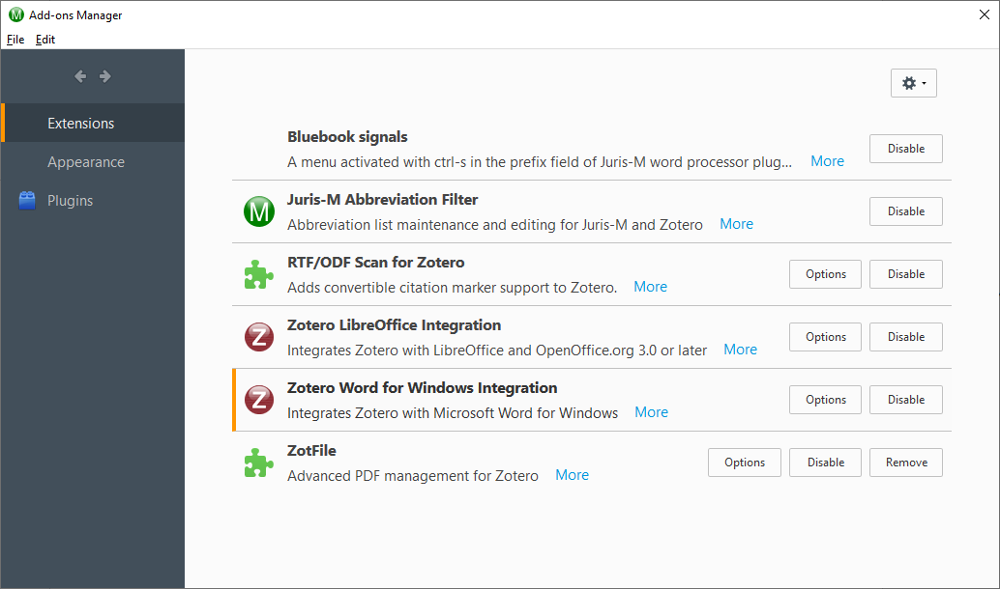 M Add-ons Manager
File Edit
Extensions
Appearance
Plugins
Bluebook signals
A menu activated with ctrl-s in the prefix field of Juris-M word processor plug... More
Disable
M
Juris-M Abbreviation Filter
Abbreviation list maintenance and editing for Juris-M and Zotero More
Disable
RTF/ODF Scan for Zotero
Adds convertible citation marker support to Zotero. More
Options Disable
Z
Zotero LibreOffice Integration
Integrates Zotero with LibreOffice and OpenOffice.org 3.0 or later More
Options Disable
Z
Zotero Word for Windows Integration
Integrates Zotero with Microsoft Word for Windows More
Options Disable
ZotFile
Advanced PDF management for Zotero More
Options Disable Remove